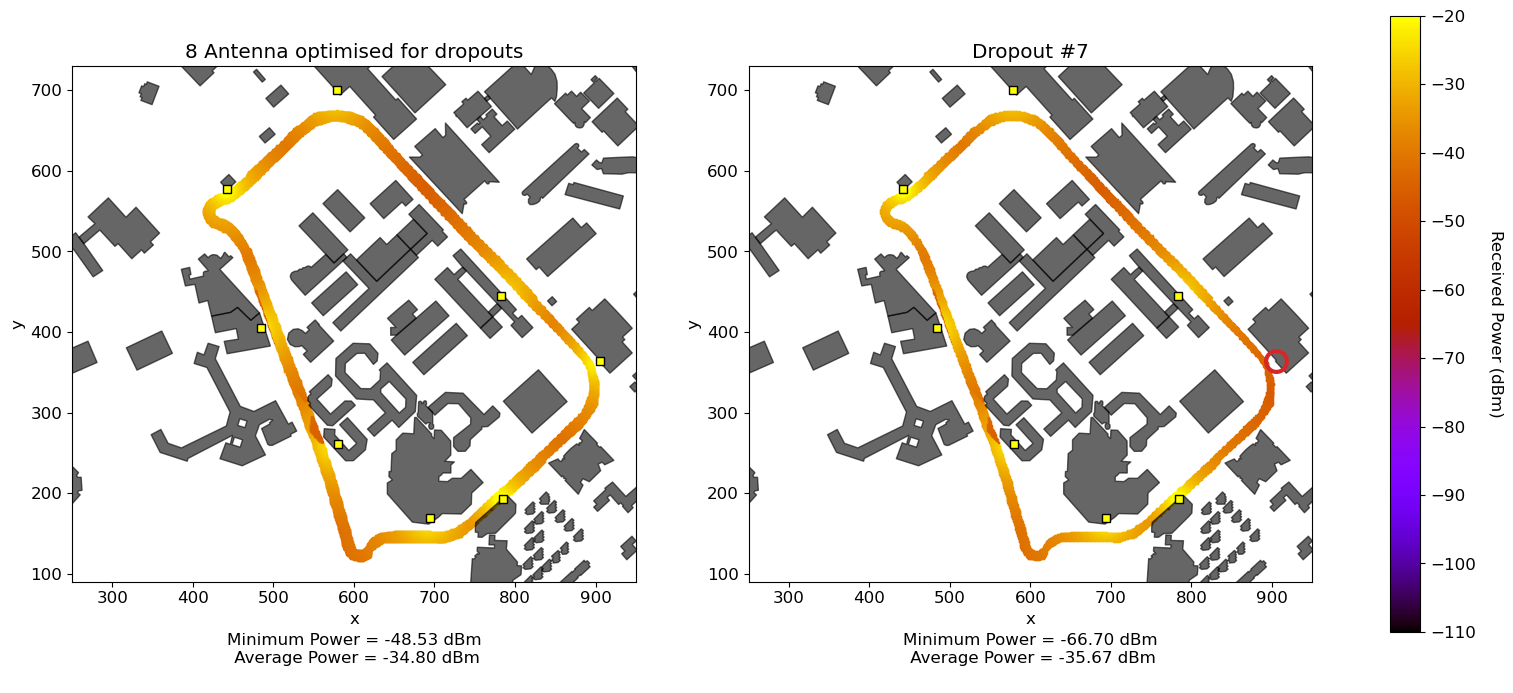 8 Antenna optimised for dropouts
700
600
500
400
300
200
100
y
300 400 500 600 700 800 900
x
Minimum Power = -48.53 dBm
Average Power = -34.80 dBm
Dropout #7
700
600
500
400
300
200
100
y
300 400 500 600 700 800 900
x
Minimum Power = -66.70 dBm
Average Power = -35.67 dBm
−20
−30
−40
−50
−60
−70
−80
−90
−100
−110
Received Power (dBm)